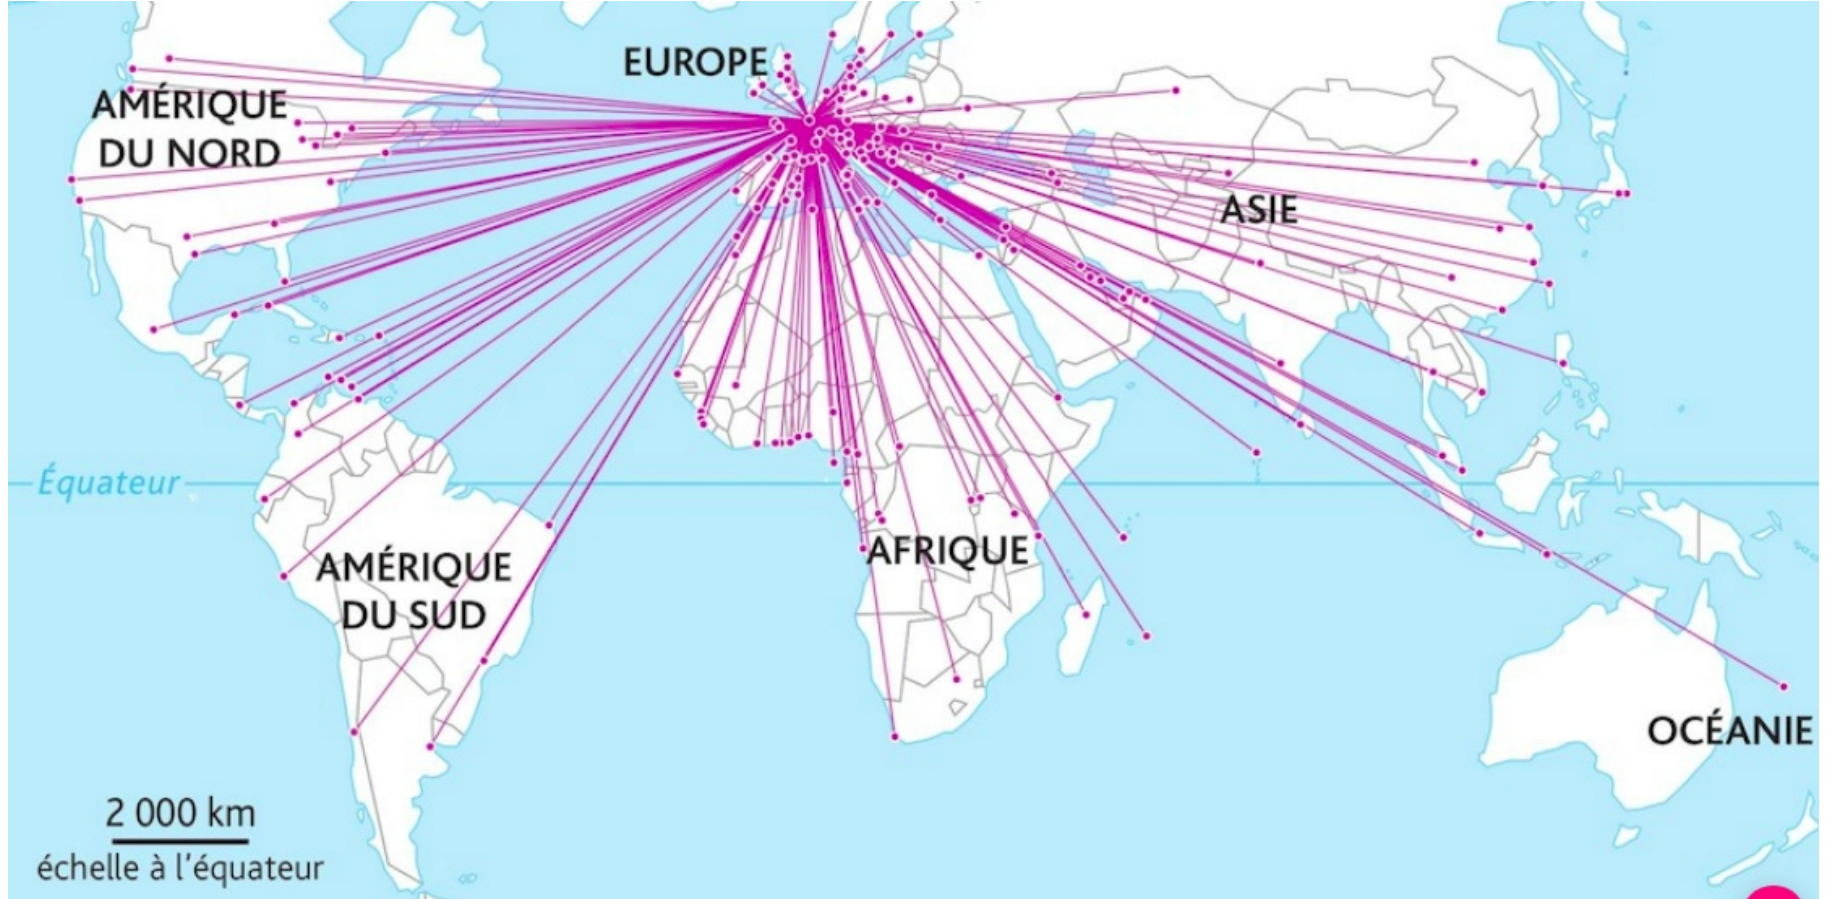 EUROPE
AMÉRIQUE
DU NORD
ASIE
Équateur
AFRIQUE
AMÉRIQUE
DU SUD
OCÉANIE
2 000 km
échelle à l'équateur